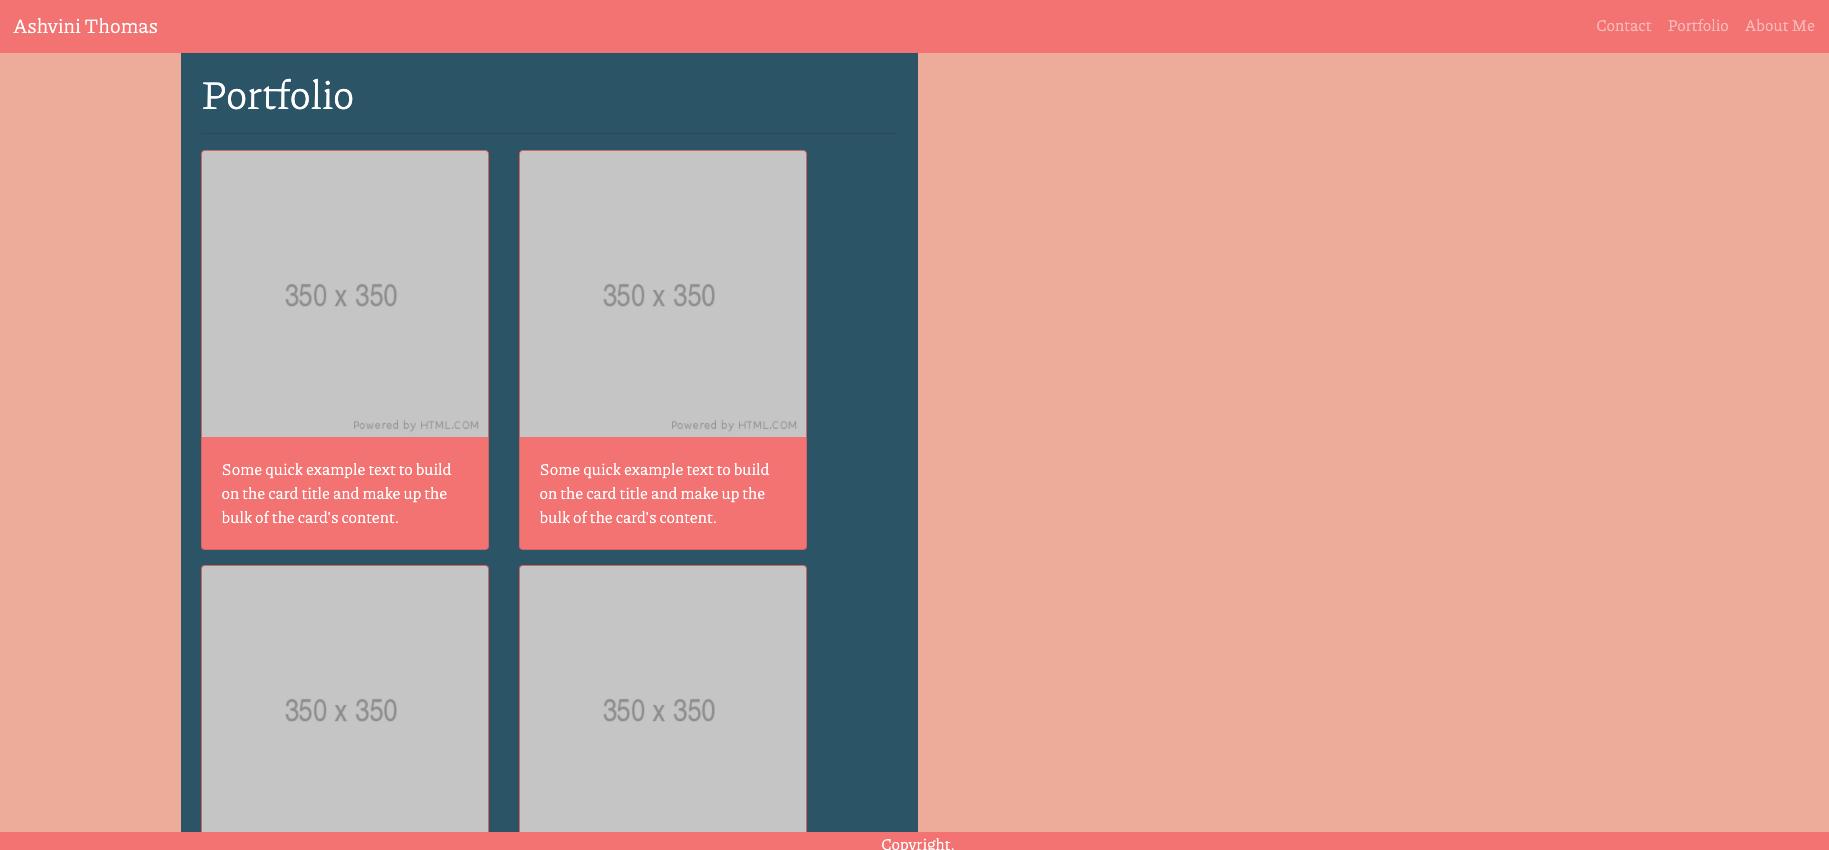 Ashvini Thomas
Contact Portfolio About Me
Portfolio
350 x 350
Powered by HTML.COM
Some quick example text to build
on the card title and make up the
bulk of the card's content.
350 x 350
Powered by HTML.COM
Some quick example text to build
on the card title and make up the
bulk of the card's content.
350 x 350
350 x 350
Copyright.